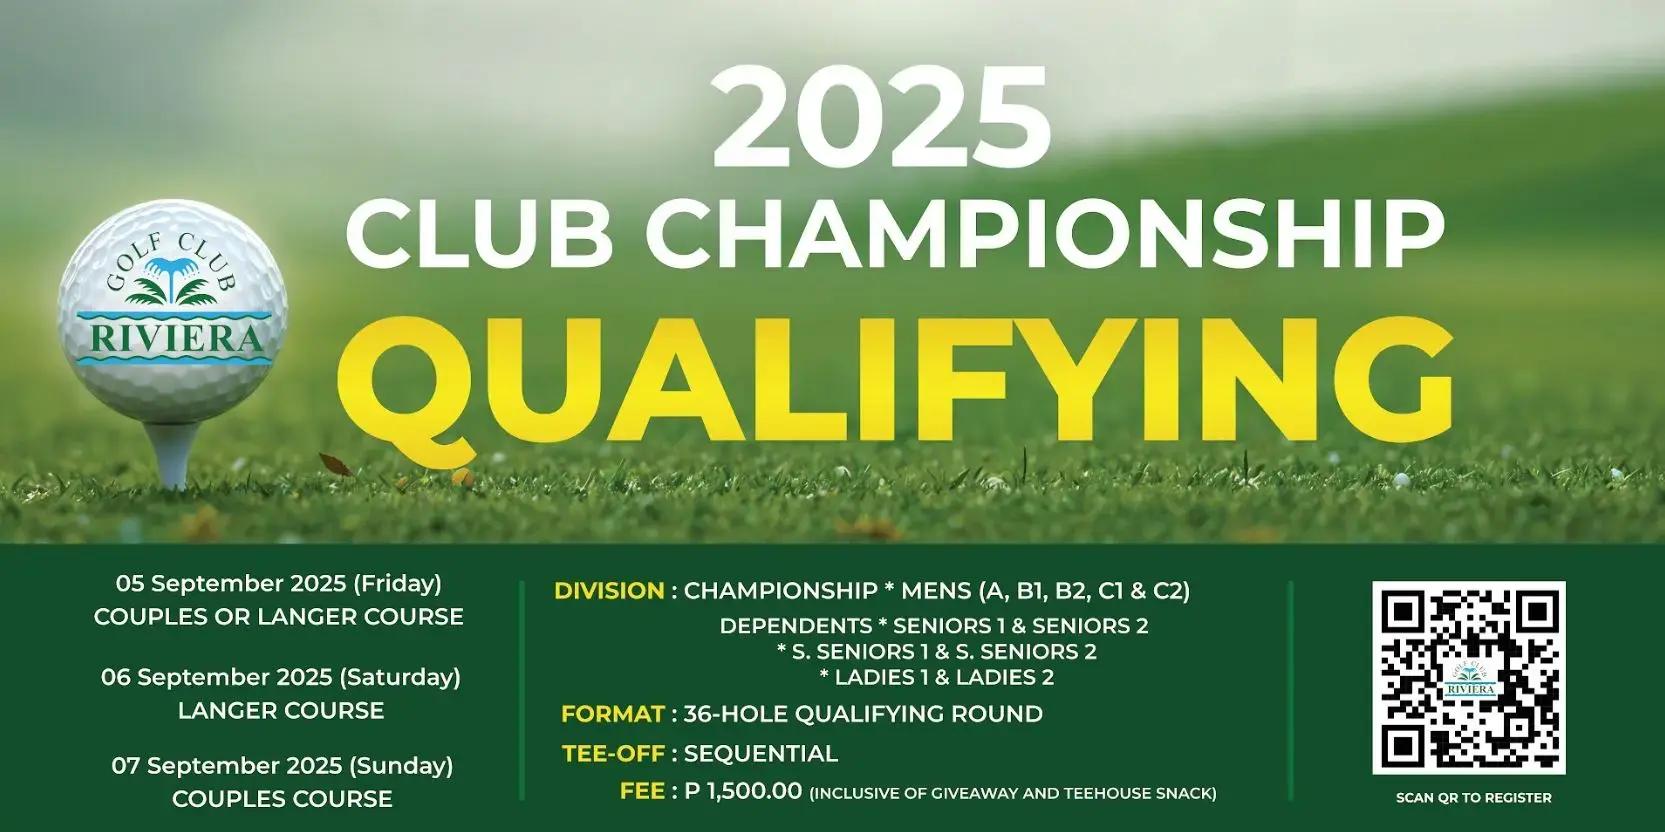 2025
CLUB CHAMPIONSHIP
QUALIFYING
GOLF CLUB
RIVIERA
05 September 2025 (Friday)
COUPLES OR LANGER COURSE
06 September 2025 (Saturday)
LANGER COURSE
07 September 2025 (Sunday)
COUPLES COURSE
DIVISION : CHAMPIONSHIP * MENS (A, B1, B2, C1 & C2)
DEPENDENTS * SENIORS 1 & SENIORS 2
* S. SENIORS 1 & S. SENIORS 2
* LADIES 1 & LADIES 2
FORMAT : 36-HOLE QUALIFYING ROUND
TEE-OFF : SEQUENTIAL
FEE : P 1,500.00 (INCLUSIVE OF GIVEAWAY AND TEEHOUSE SNACK)
GOLF CLUB
RIVIERA
SCAN QR TO REGISTER